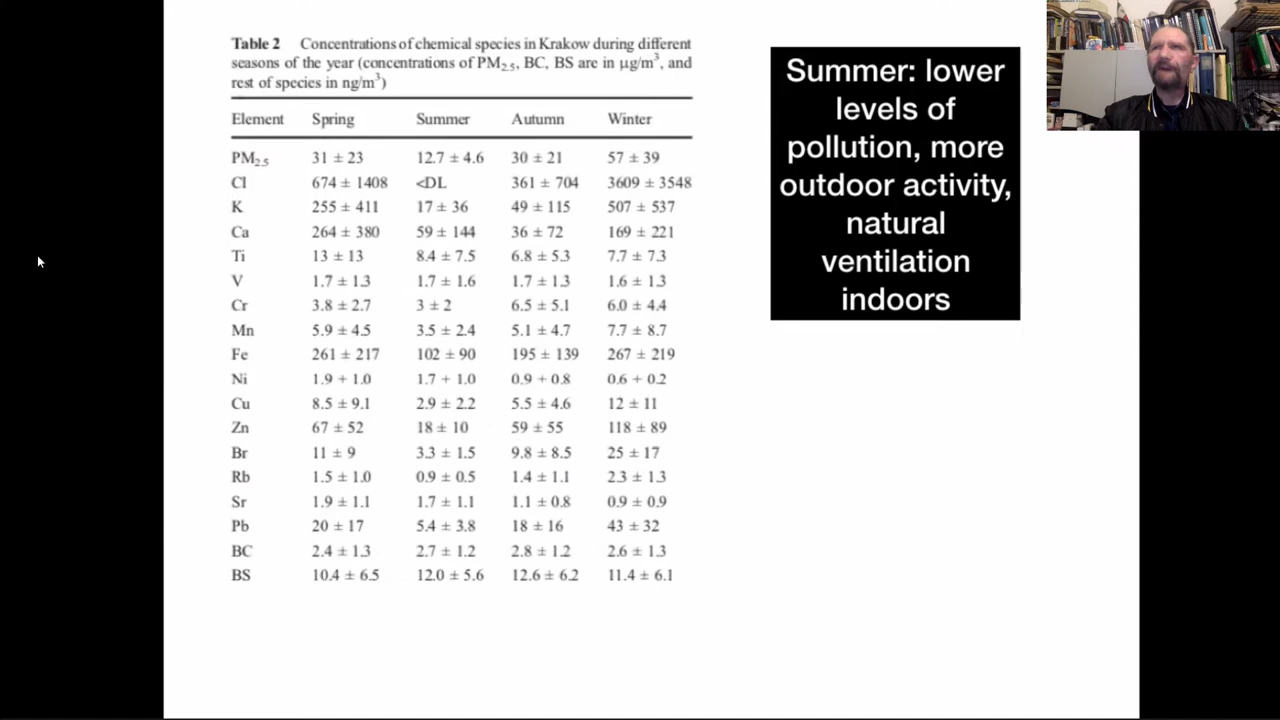 Table 2 Concentrations of chemical species in Krakow during different
seasons of the year (concentrations of PM2.5, BC, BS are in μg/m3, and
rest of species in ng/m3)
Element Spring Summer Autumn Winter
PM2.5 31 ± 23 12.7 ± 4.6 30 ± 21 57 ± 39
Cl 674 ± 1408 <DL 361 ± 704 3609 ± 3548
K 255 ± 411 17 ± 36 49 ± 115 507 ± 537
Ca 264 ± 380 59 ± 144 36 ± 72 169 ± 221
Ti 13 ± 13 8.4 ± 7.5 6.8 ± 5.3 7.7 ± 7.3
V 1.7 ± 1.3 1.7 ± 1.6 1.7 ± 1.3 1.6 ± 1.3
Cr 3.8 ± 2.7 3 ± 2 6.5 ± 5.1 6.0 ± 4.4
Mn 5.9 ± 4.5 3.5 ± 2.4 5.1 ± 4.7 7.7 ± 8.7
Fe 261 ± 217 102 ± 90 195 ± 139 267 ± 219
Ni 1.9 + 1.0 1.7 + 1.0 0.9 + 0.8 0.6 + 0.2
Cu 8.5 ± 9.1 2.9 ± 2.2 5.5 ± 4.6 12 ± 11
Zn 67 ± 52 18 ± 10 59 ± 55 118 ± 89
Br 11 ± 9 3.3 ± 1.5 9.8 ± 8.5 25 ± 17
Rb 1.5 ± 1.0 0.9 ± 0.5 1.4 ± 1.1 2.3 ± 1.3
Sr 1.9 ± 1.1 1.7 ± 1.1 1.1 ± 0.8 0.9 ± 0.9
Pb 20 ± 17 5.4 ± 3.8 18 ± 16 43 ± 32
BC 2.4 ± 1.3 2.7 ± 1.2 2.8 ± 1.2 2.6 ± 1.3
BS 10.4 ± 6.5 12.0 ± 5.6 12.6 ± 6.2 11.4 ± 6.1
Summer: lower
levels of
pollution, more
outdoor activity,
natural
ventilation
indoors